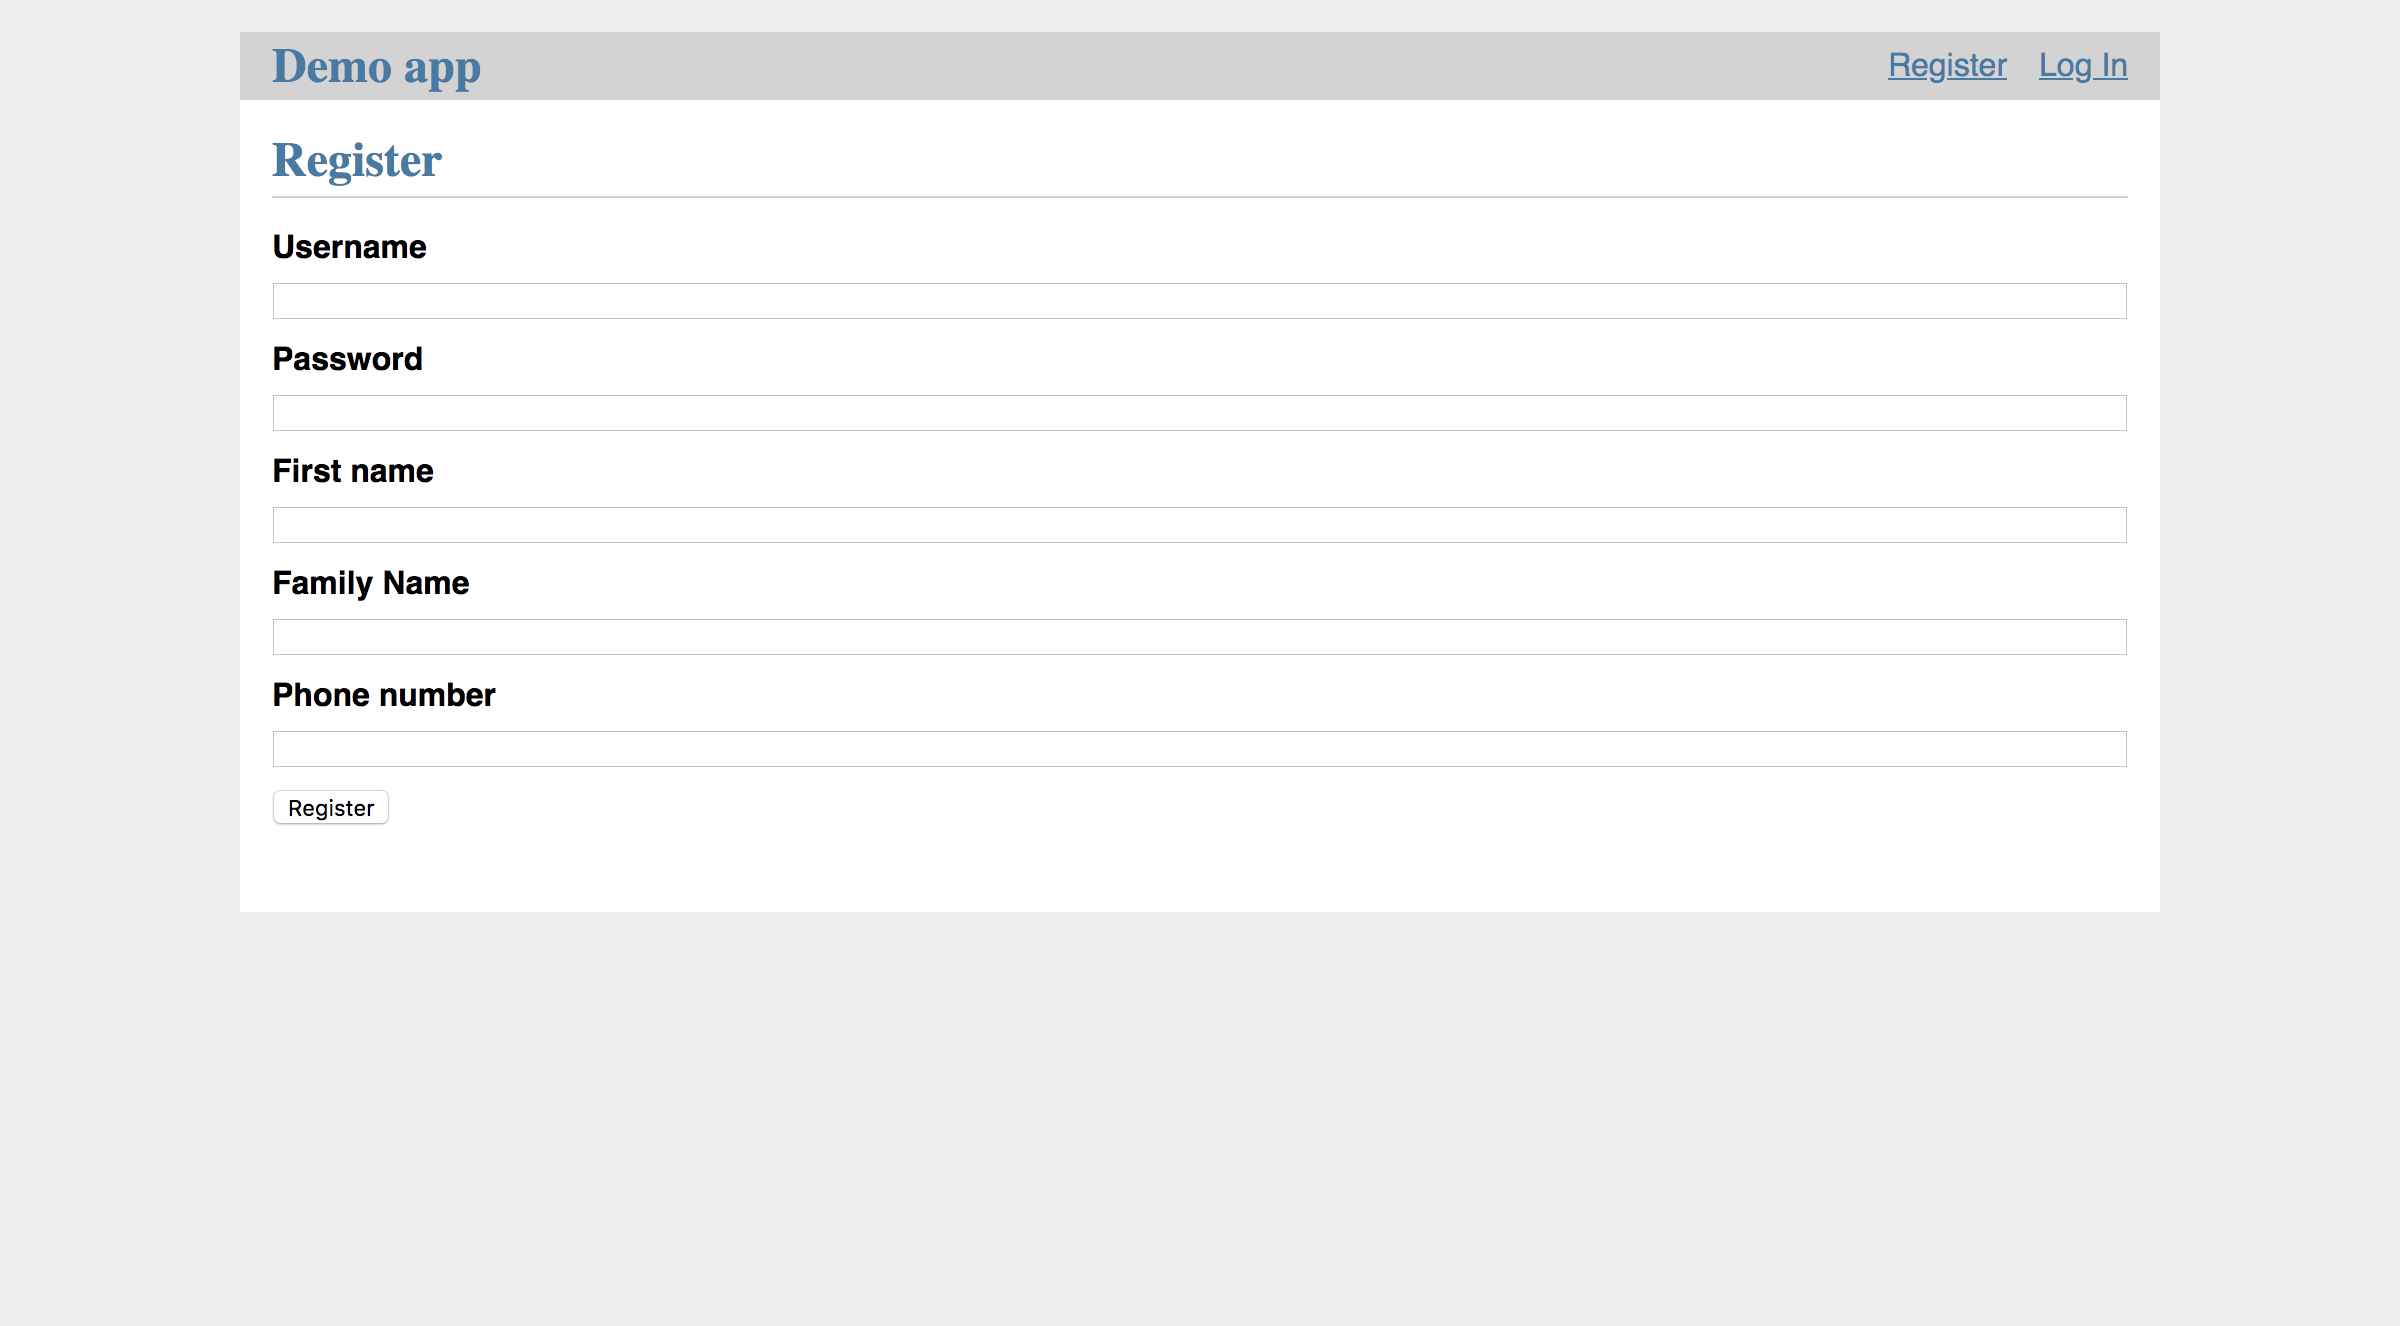 Demo app
Register Log In
Register
Username
Password
First name
Family Name
Phone number
Register